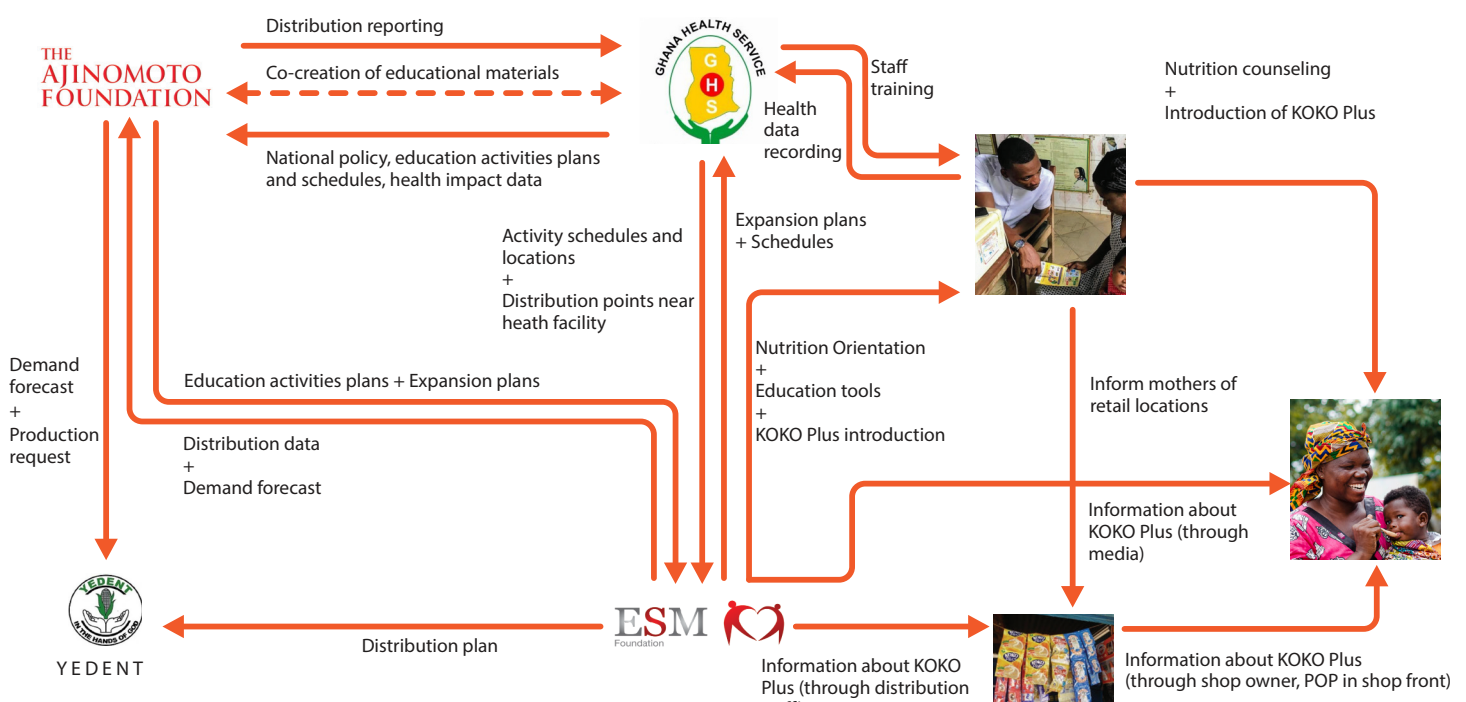 Distribution reporting
THE
AJINOMOTO
FOUNDATION
Co-creation of educational materials
National policy, education activities plans
and schedules, health impact data
GHANA HEALTH SERVICE
G
H
S
Staff
training
Health
data
recording
Nutrition counseling
+
Introduction of KOKO Plus
Activity schedules and
locations
+
Distribution points near
heath facility
Expansion plans
+ Schedules
Nutrition Orientation
+
Education tools
+
KOKO Plus introduction
Inform mothers of
retail locations
Demand
forecast
+
Production
request
Education activities plans + Expansion plans
Distribution data
+
Demand forecast
Information about
KOKO Plus (through
media)
YEDENT
IN THE HANDS OF GOD
YEDENT
Distribution plan
ESM
Foundation
Information about KOKO
Plus (through distribution
Information about KOKO Plus
(through shop owner, POP in shop front)